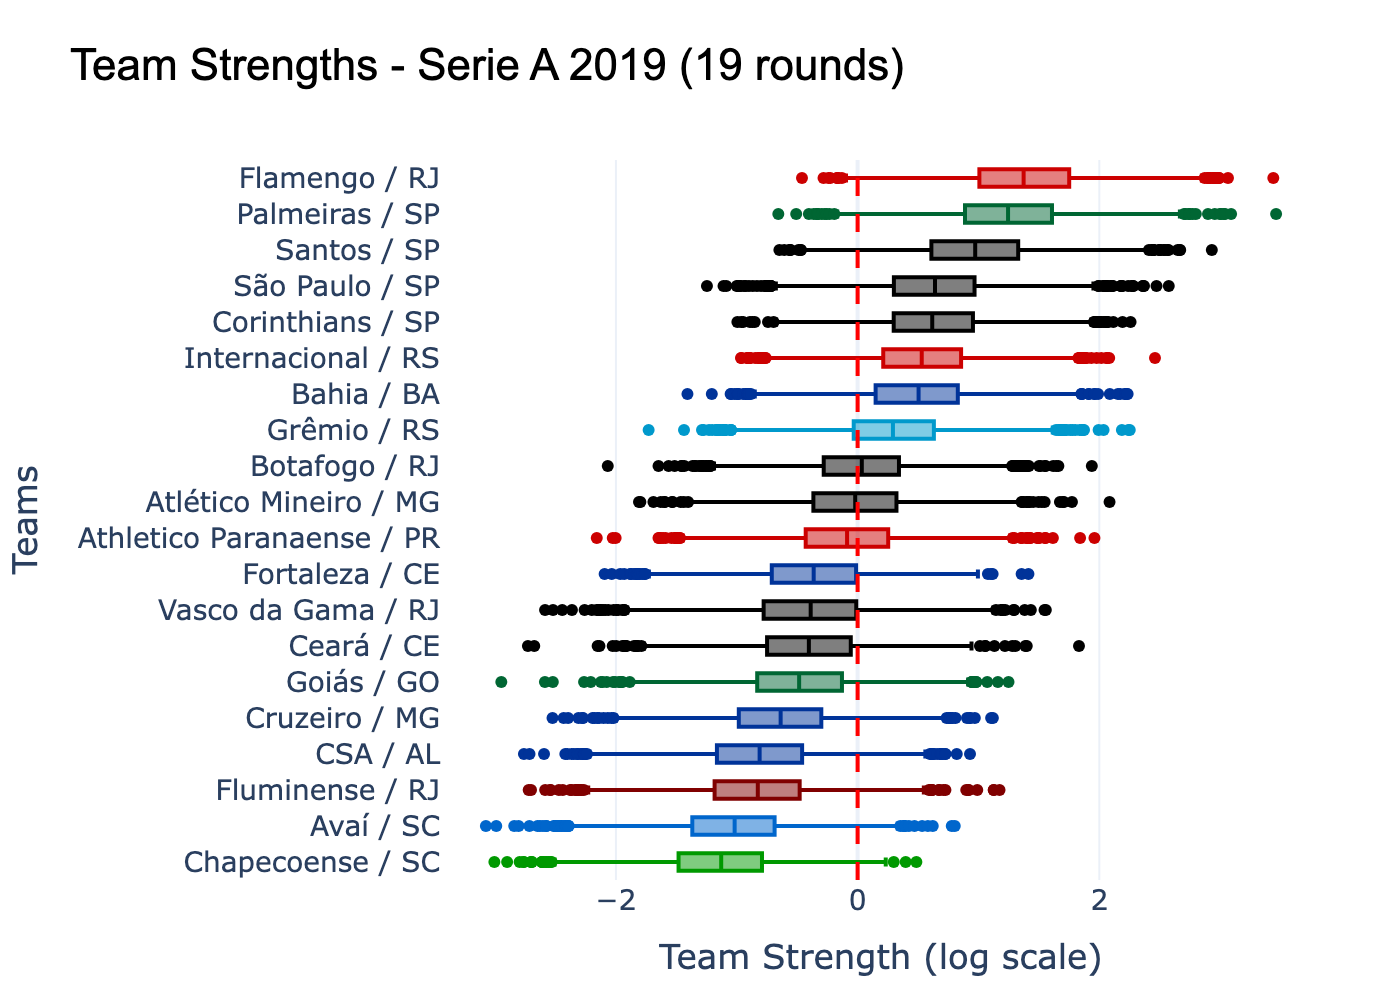 Team Strengths - Serie A 2019 (19 rounds)
Flamengo / RJ
Palmeiras / SP
Santos / SP
São Paulo / SP
Corinthians / SP
Internacional / RS
Bahia / BA
Grêmio / RS
Botafogo / RJ
Atlético Mineiro / MG
Athletico Paranaense / PR
Fortaleza / CE
Vasco da Gama / RJ
Ceará / CE
Goiás / GO
Cruzeiro / MG
CSA / AL
Fluminense / RJ
Avaí / SC
Chapecoense / SC
Teams
−2 0 2
Team Strength (log scale)